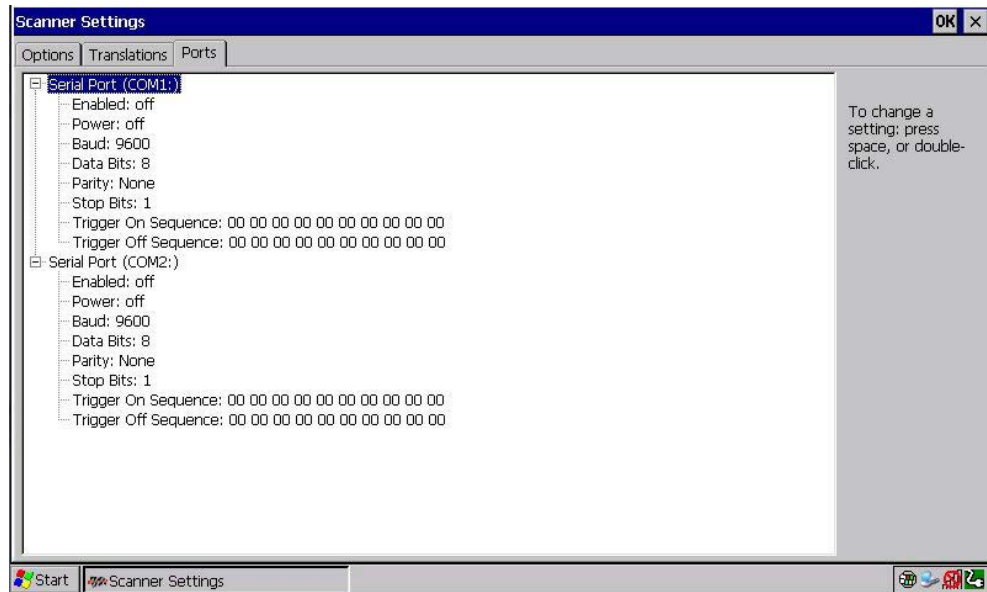 Scanner Settings OK ×
Options Translations Ports
Serial Port (COM1:)
Enabled: off
Power: off
Baud: 9600
Data Bits: 8
Parity: None
Stop Bits: 1
Trigger On Sequence: 00 00 00 00 00 00 00 00 00 00
Trigger Off Sequence: 00 00 00 00 00 00 00 00 00 00
Serial Port (COM2:)
Enabled: off
Power: off
Baud: 9600
Data Bits: 8
Parity: None
Stop Bits: 1
Trigger On Sequence: 00 00 00 00 00 00 00 00 00 00
Trigger Off Sequence: 00 00 00 00 00 00 00 00 00 00
To change a
setting: press
space, or double-
click.
Start Scanner Settings